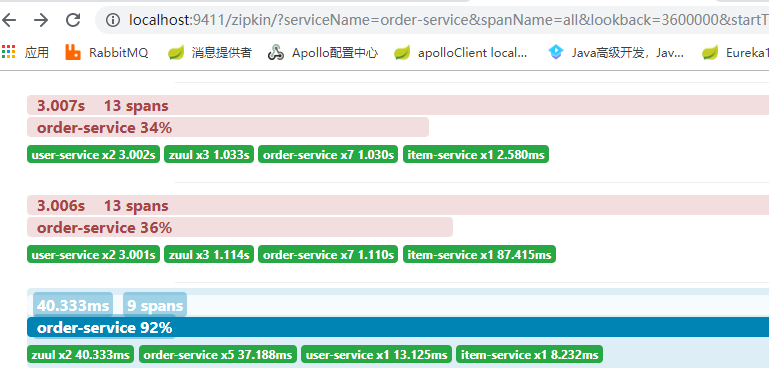 localhost:9411/zipkin/?serviceName=order-service&spanName=all&lookback=3600000&startT
应用 RabbitMQ 消息提供者 Apollo配置中心 apolloClient local... Java高级开发，Jav... Eureka1
3.007s 13 spans
order-service 34%
user-service x2 3.002s zuul x3 1.033s order-service x7 1.030s item-service x1 2.580ms
3.006s 13 spans
order-service 36%
user-service x2 3.001s zuul x3 1.114s order-service x7 1.110s item-service x1 87.415ms
40.333ms 9 spans
order-service 92%
zuul x2 40.333ms order-service x5 37.188ms user-service x1 13.125ms item-service x1 8.232ms